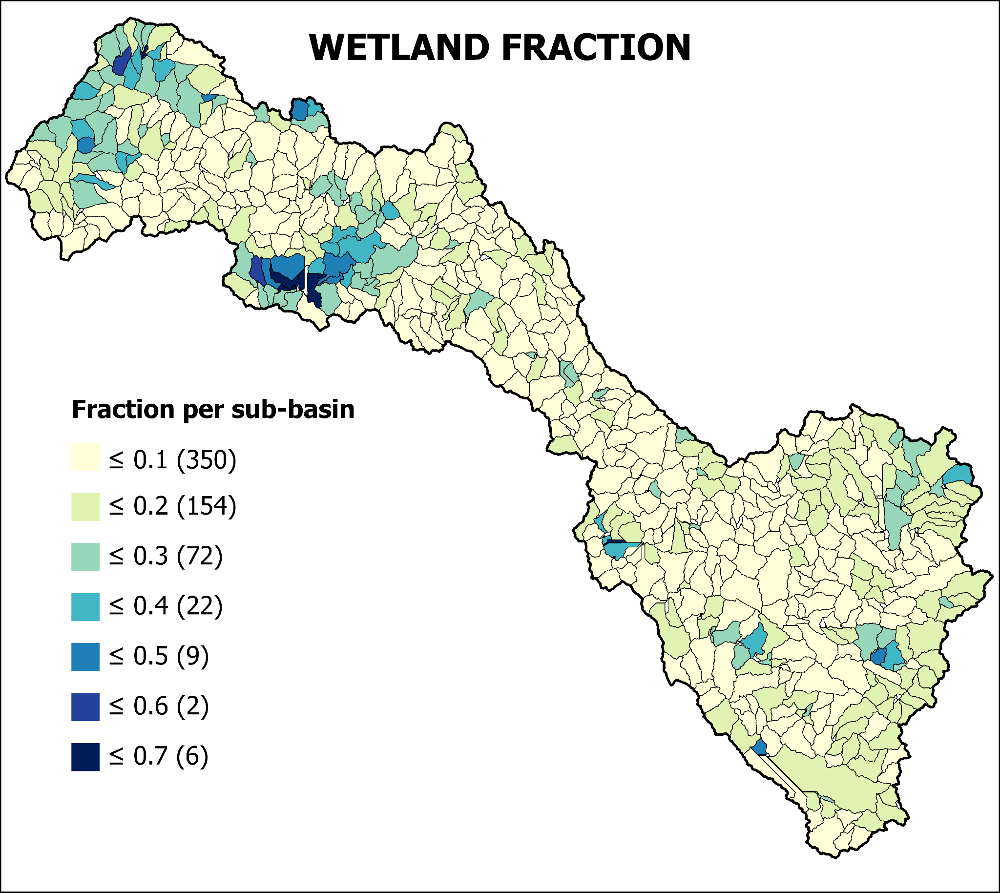 WETLAND FRACTION
Fraction per sub-basin
≤ 0.1 (350)
≤ 0.2 (154)
≤ 0.3 (72)
≤ 0.4 (22)
≤ 0.5 (9)
≤ 0.6 (2)
≤ 0.7 (6)